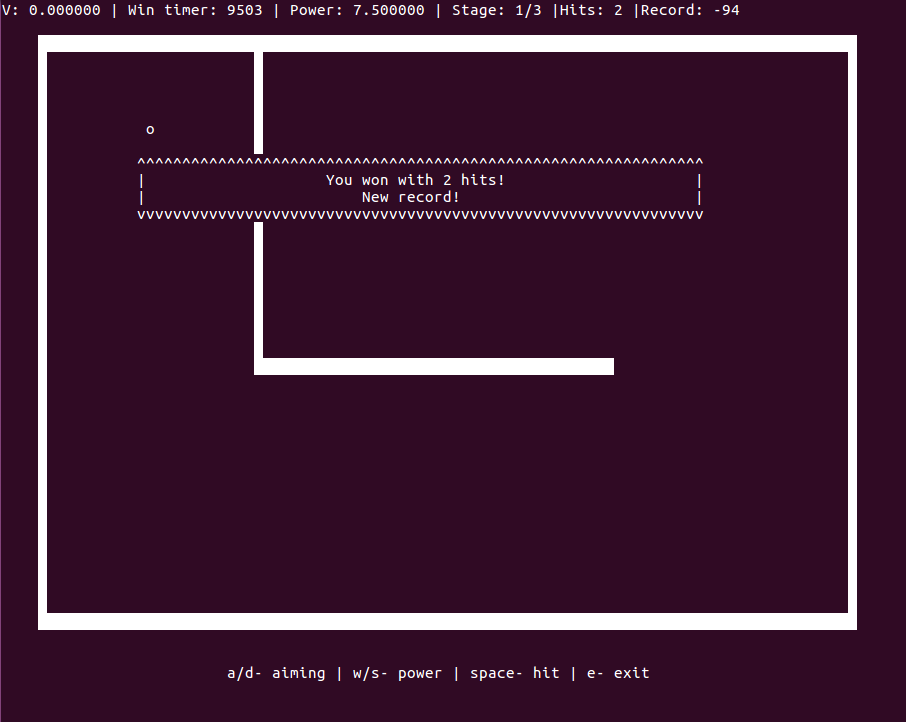 V: 0.000000 | Win timer: 9503 | Power: 7.500000 | Stage: 1/3 |Hits: 2 |Record: -94
o
^^^^^^^^^^^^^^^^^^^^^^^^^^^^^^^^^^^^^^^^^^^^^^^^^^^^^^^^^^^^^^^
| You won with 2 hits! |
| New record! |
vvvvvvvvvvvvvvvvvvvvvvvvvvvvvvvvvvvvvvvvvvvvvvvvvvvvvvvvvvvvvvv
a/d- aiming | w/s- power | space- hit | e- exit